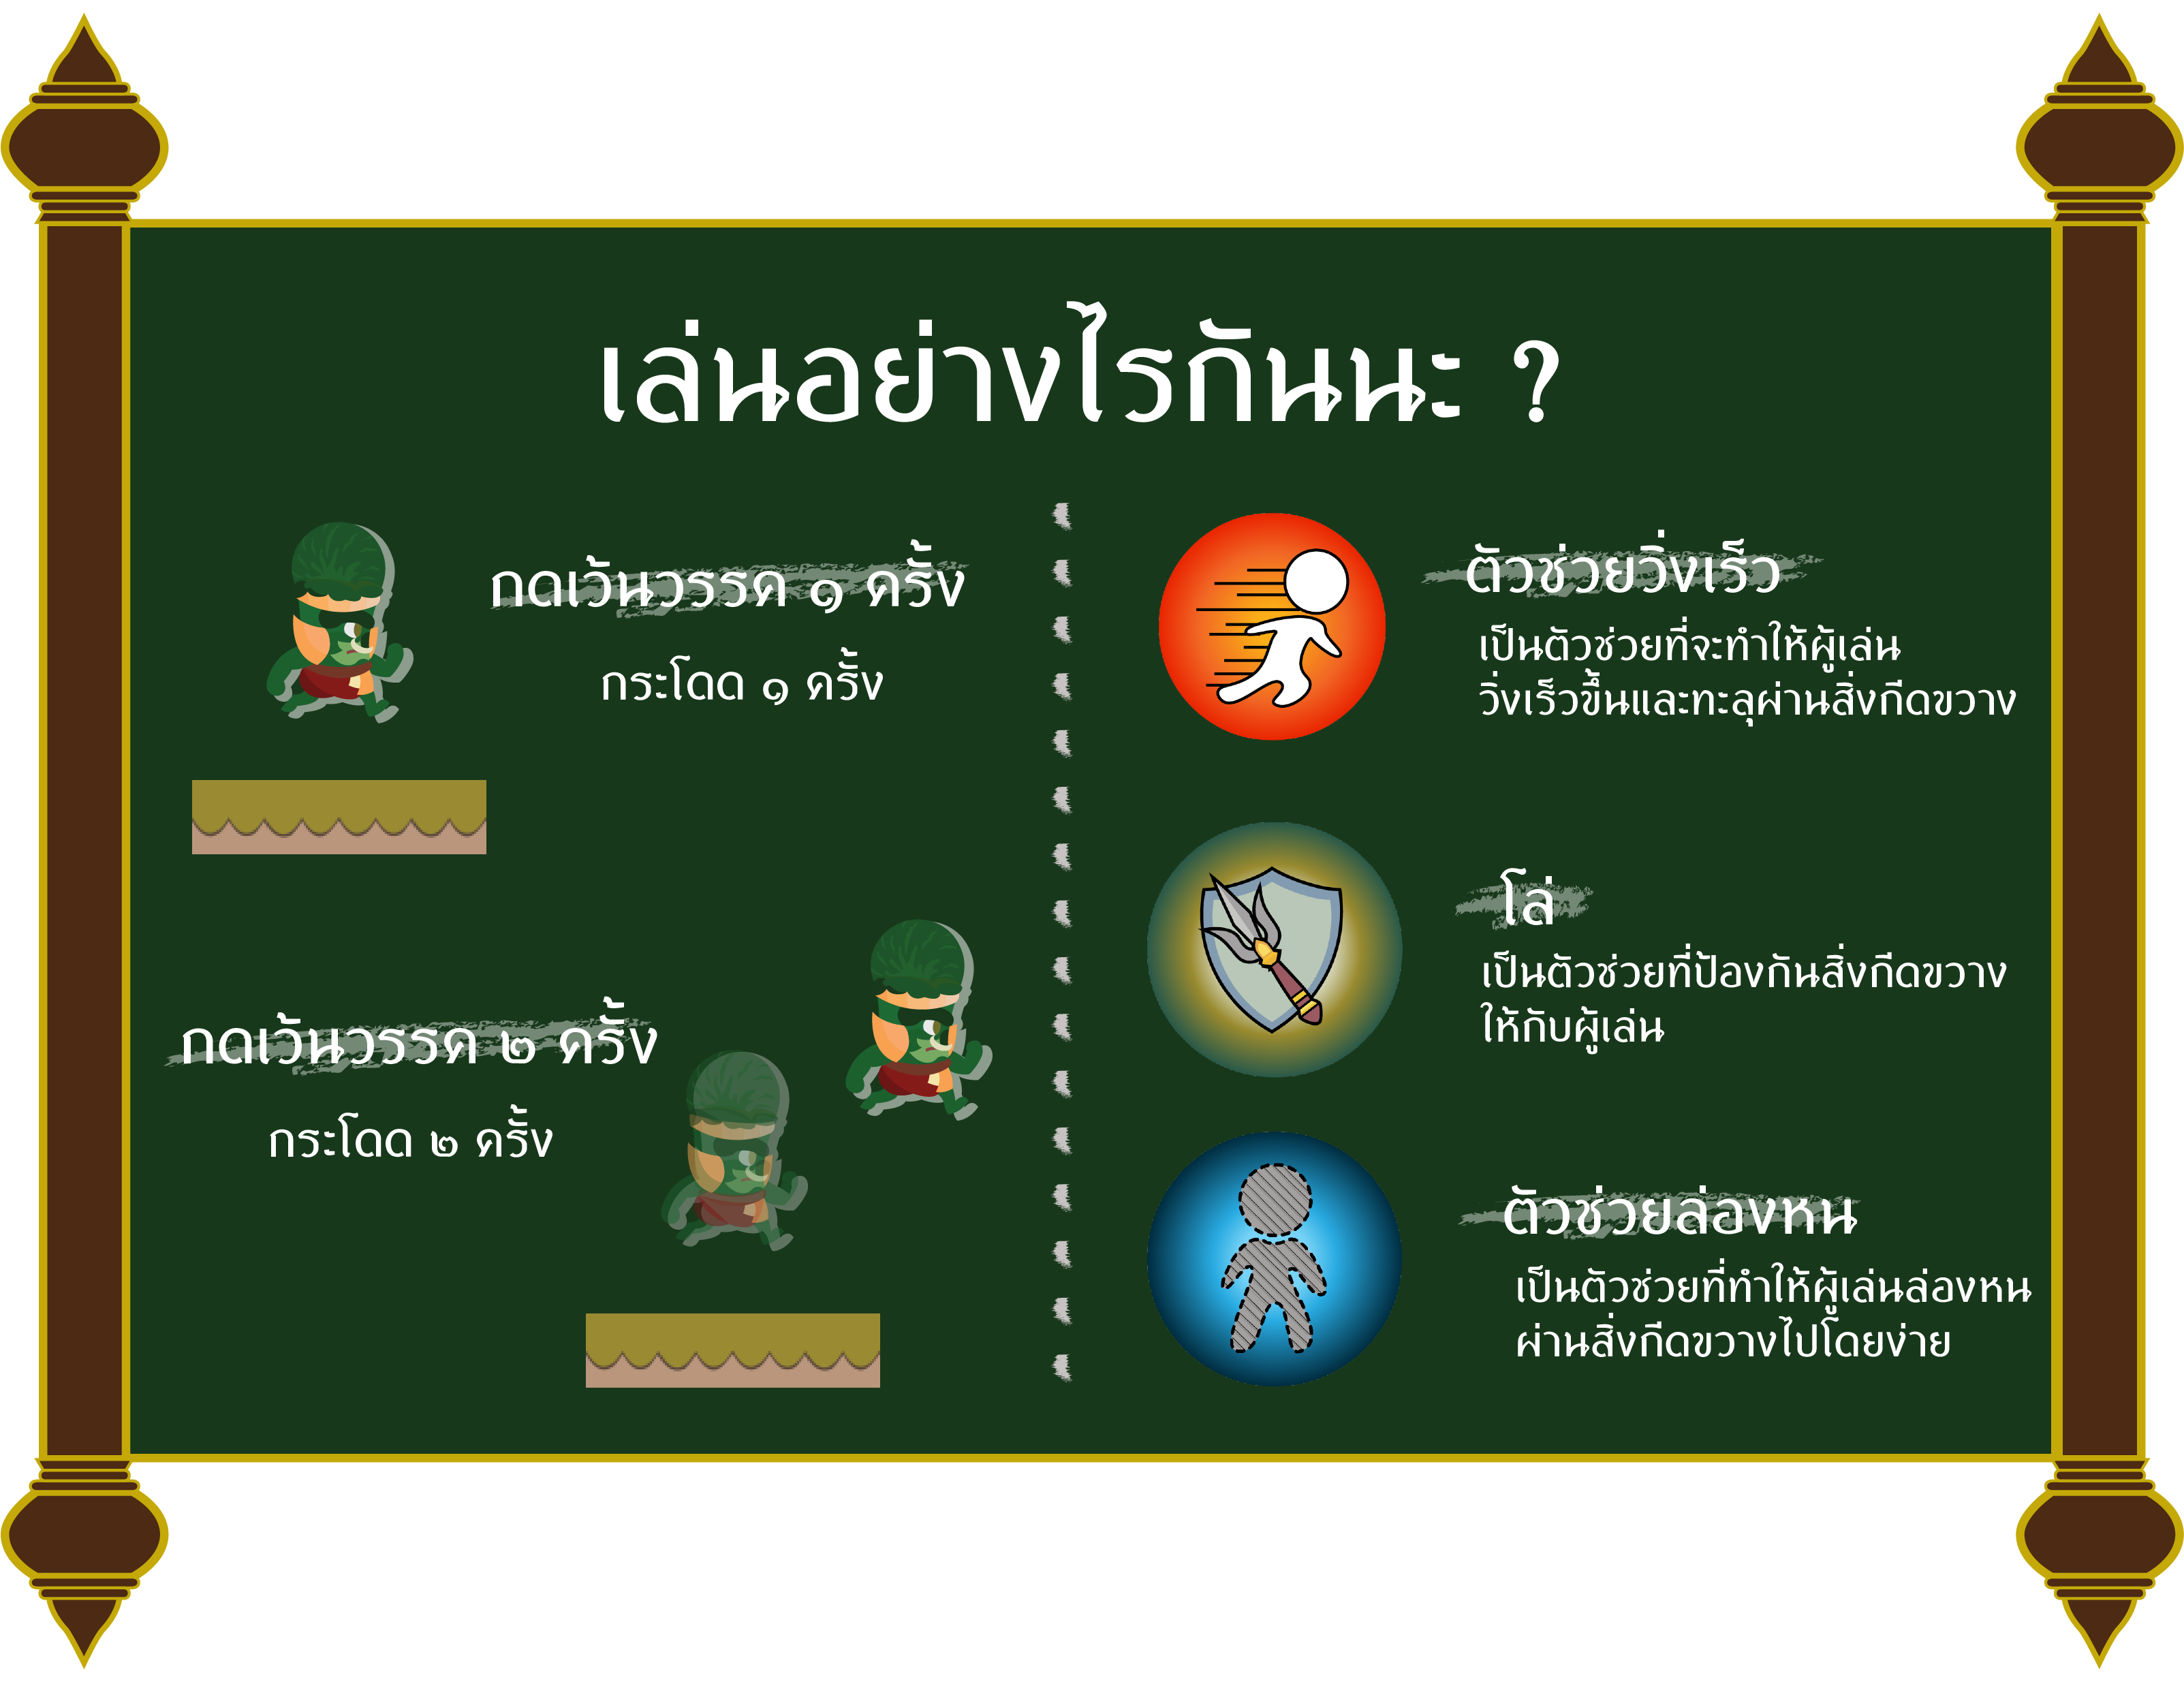 เล่นอย่างไรกันนะ ?
กดเว้นวรรค ๑ ครั้ง
กระโดด ๑ ครั้ง
กดเว้นวรรค ๒ ครั้ง
กระโดด ๒ ครั้ง
ตัวช่วยวิ่งเร็ว
เป็นตัวช่วยที่จะทำให้ผู้เล่น
วิ่งเร็วขึ้นและทะลุผ่านสิ่งกีดขวาง
โล่
เป็นตัวช่วยที่ป้องกันสิ่งกีดขวาง
ให้กับผู้เล่น
ตัวช่วยล่องหน
เป็นตัวช่วยที่ทำให้ผู้เล่นล่องหน
ผ่านสิ่งกีดขวางไปโดยง่าย